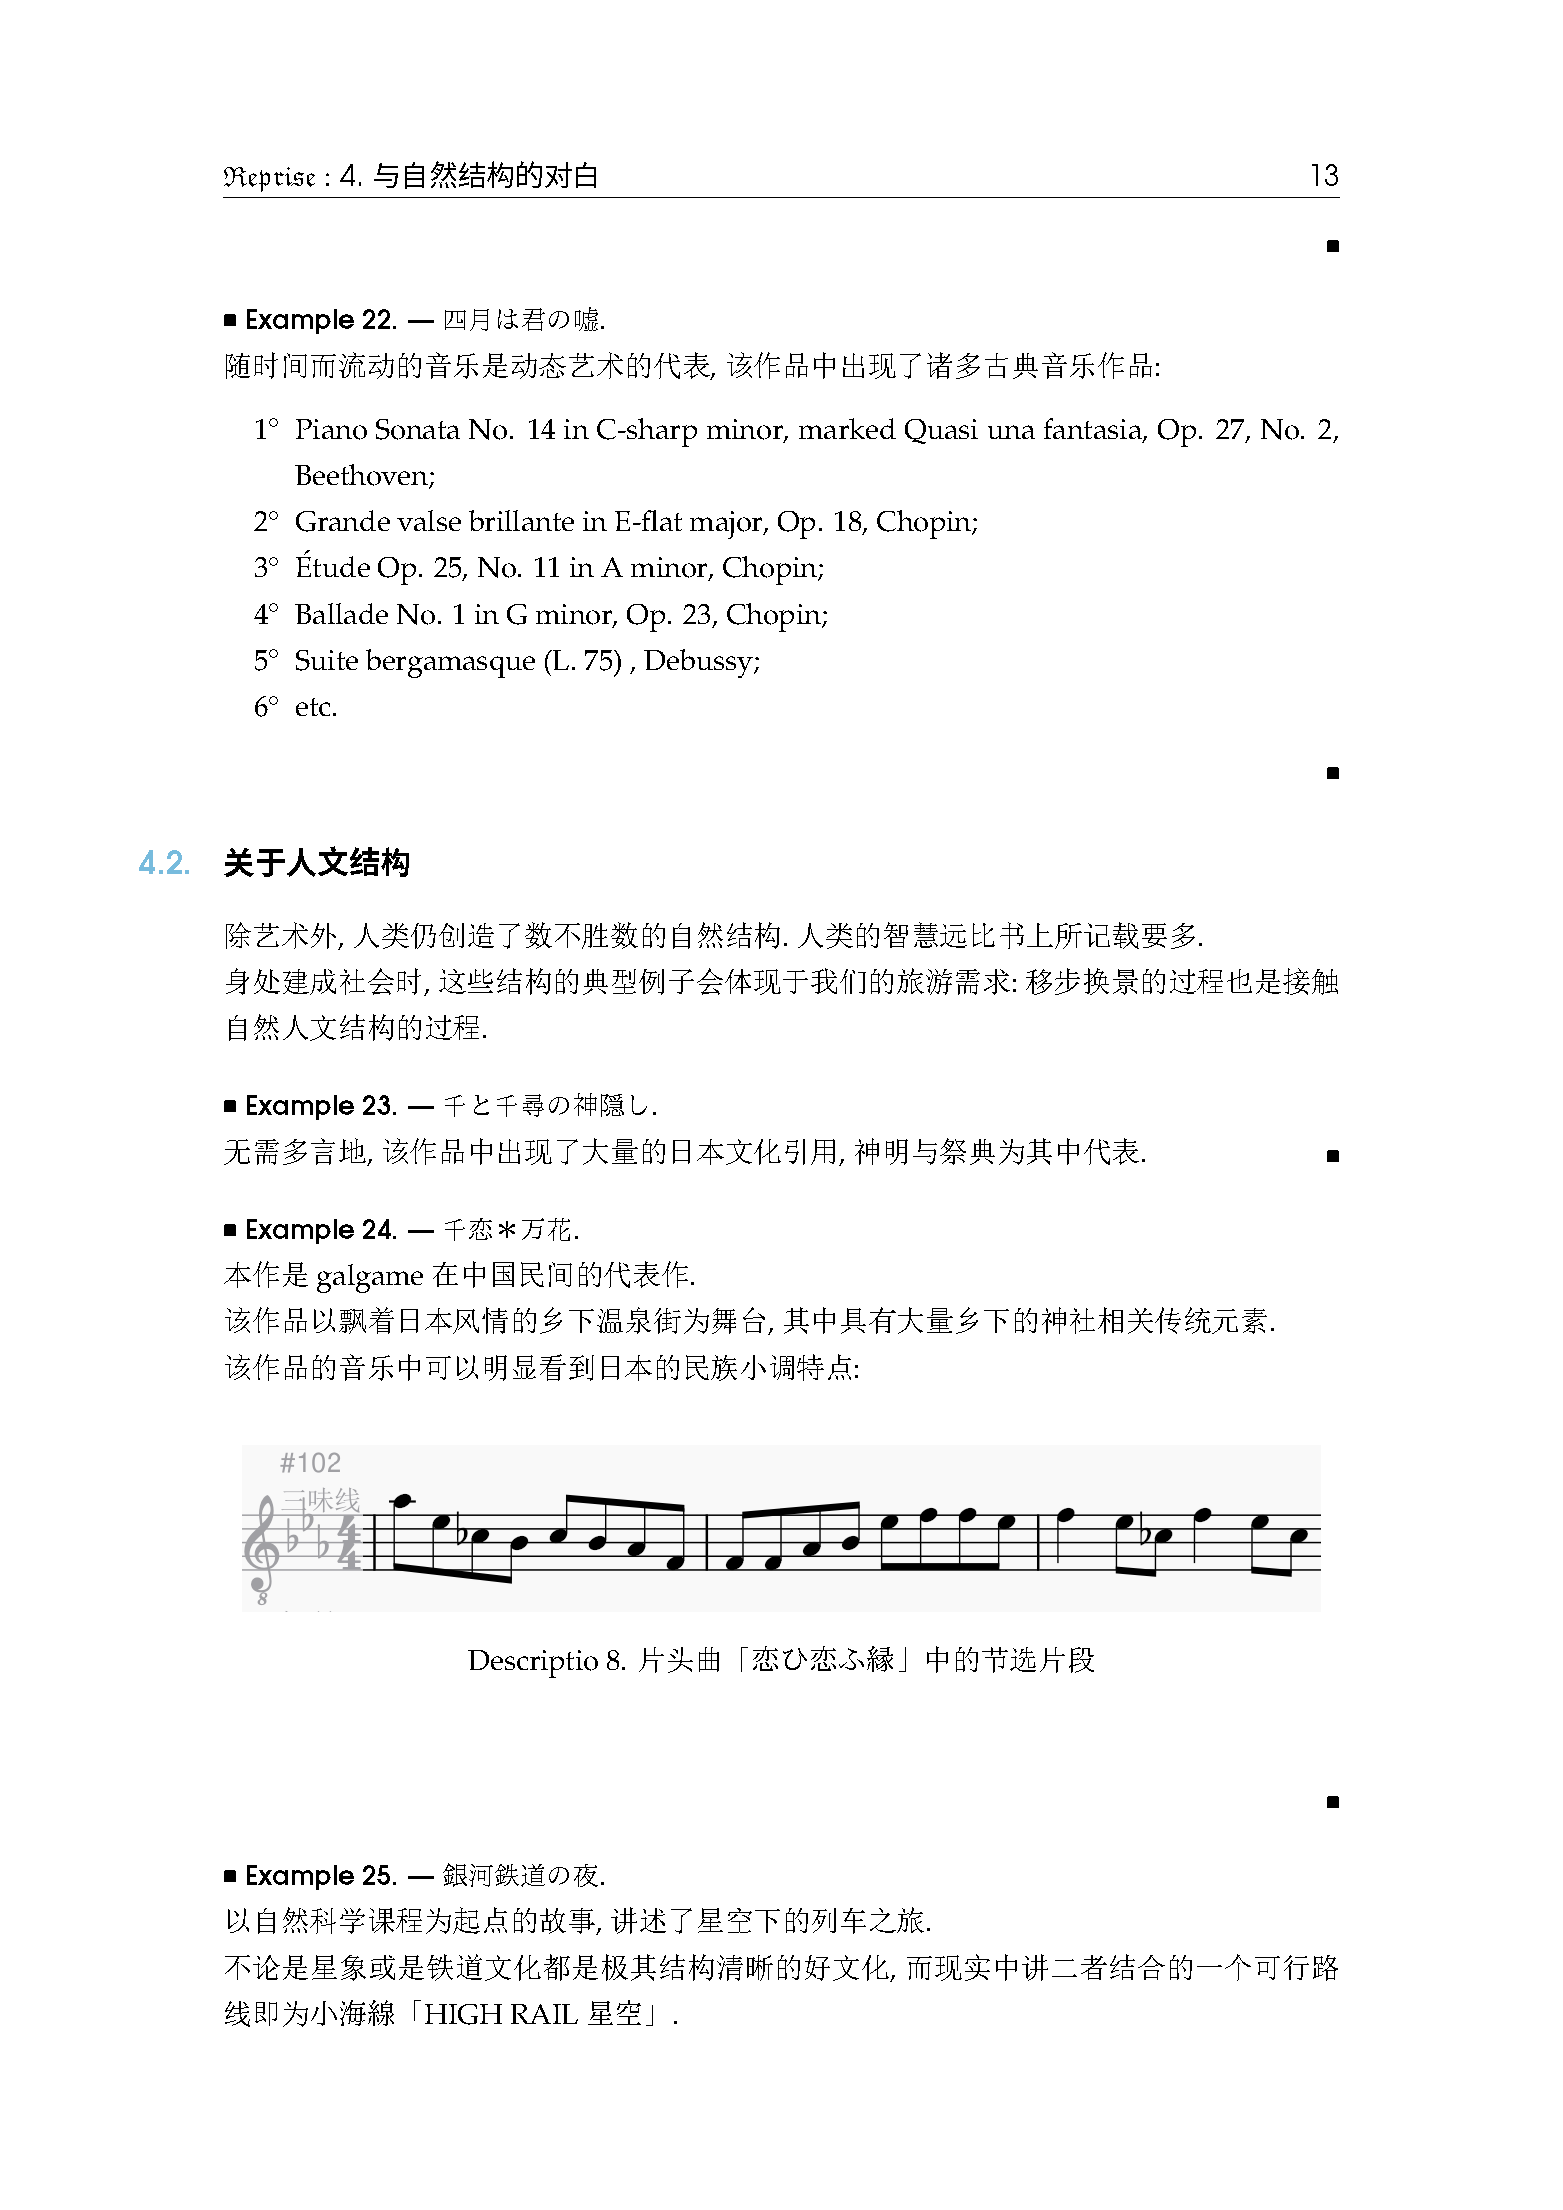 Reprise : 4. 与自然结构的对白 13
■
■ Example 22. — 四月は君の嘘.
随时间而流动的音乐是动态艺术的代表, 该作品中出现了诸多古典音乐作品:
1° Piano Sonata No. 14 in C-sharp minor, marked Quasi una fantasia, Op. 27, No. 2,
Beethoven;
2° Grande valse brillante in E-flat major, Op. 18, Chopin;
3° Étude Op. 25, No. 11 in A minor, Chopin;
4° Ballade No. 1 in G minor, Op. 23, Chopin;
5° Suite bergamasque (L. 75) , Debussy;
6° etc.
■
4.2. 关于人文结构
除艺术外, 人类仍创造了数不胜数的自然结构. 人类的智慧远比书上所记载要多.
身处建成社会时, 这些结构的典型例子会体现于我们的旅游需求: 移步换景的过程也是接触
自然人文结构的过程.
■ Example 23. — 千と千尋の神隠し.
无需多言地, 该作品中出现了大量的日本文化引用, 神明与祭典为其中代表. ■
■ Example 24. — 千恋＊万花.
本作是 galgame 在中国民间的代表作.
该作品以飘着日本风情的乡下温泉街为舞台, 其中具有大量乡下的神社相关传统元素.
该作品的音乐中可以明显看到日本的民族小调特点:
#102
三味线
4
4
8
Descriptio 8. 片头曲「恋ひ恋ふ縁」中的节选片段
■
■ Example 25. — 銀河鉄道の夜.
以自然科学课程为起点的故事, 讲述了星空下的列车之旅.
不论是星象或是铁道文化都是极其结构清晰的好文化, 而现实中讲二者结合的一个可行路
线即为小海線「HIGH RAIL 星空」.